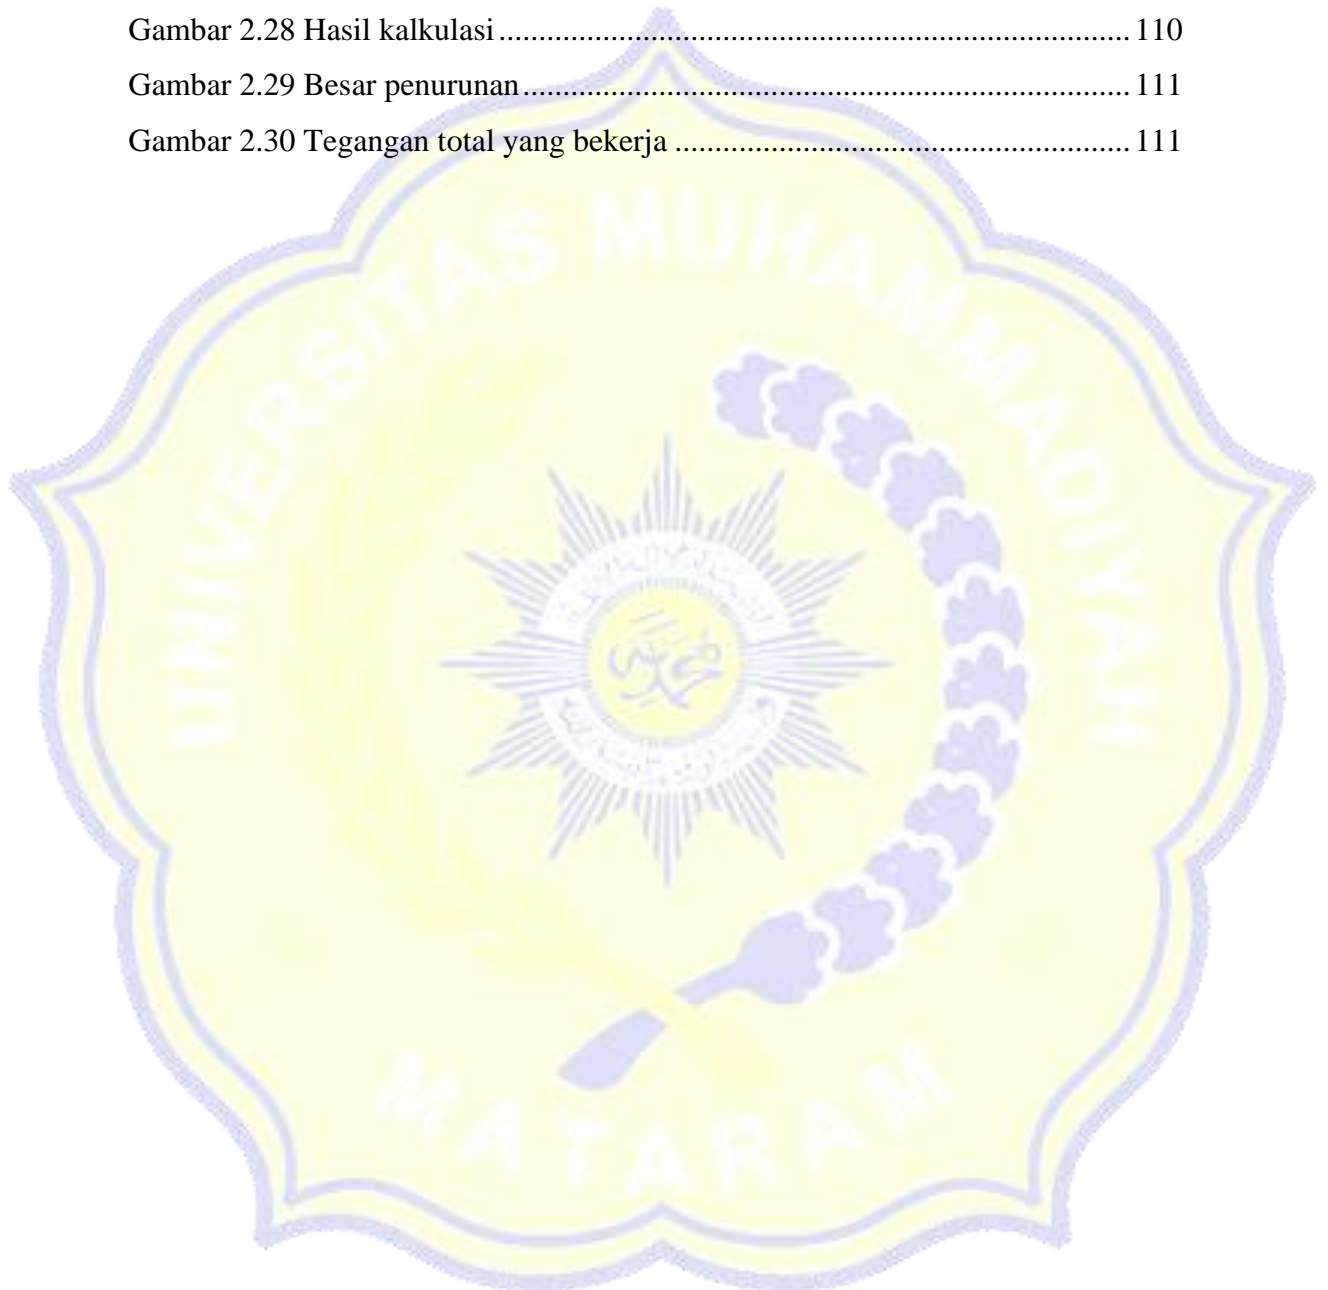 Gambar 2.28 Hasil kalkulasi ............................................................................... 110
Gambar 2.29 Besar penurunan ............................................................................ 111
Gambar 2.30 Tegangan total yang bekerja ......................................................... 111
UNIVERSITAS MUHAMMADIYAH
MATARAM